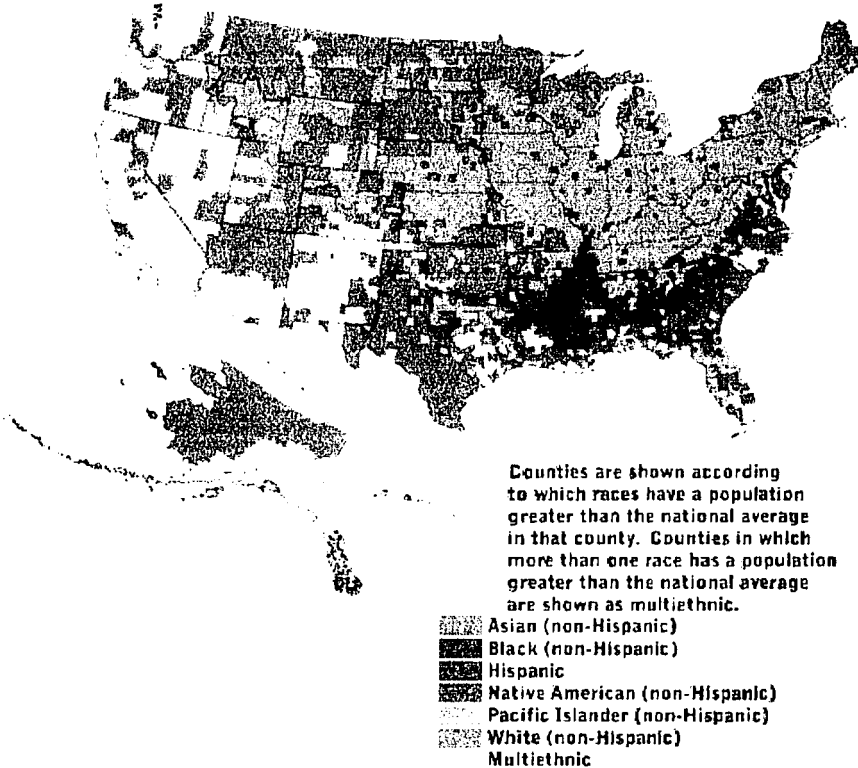 Counties are shown according
to which races have a population
greater than the national average
in that county. Counties in which
more than one race has a population
greater than the national average
are shown as multiethnic.
Asian (non-Hispanic)
Black (non-Hispanic)
Hispanic
Native American (non-Hispanic)
Pacific Islander (non-Hispanic)
White (non-Hispanic)
Multiethnic